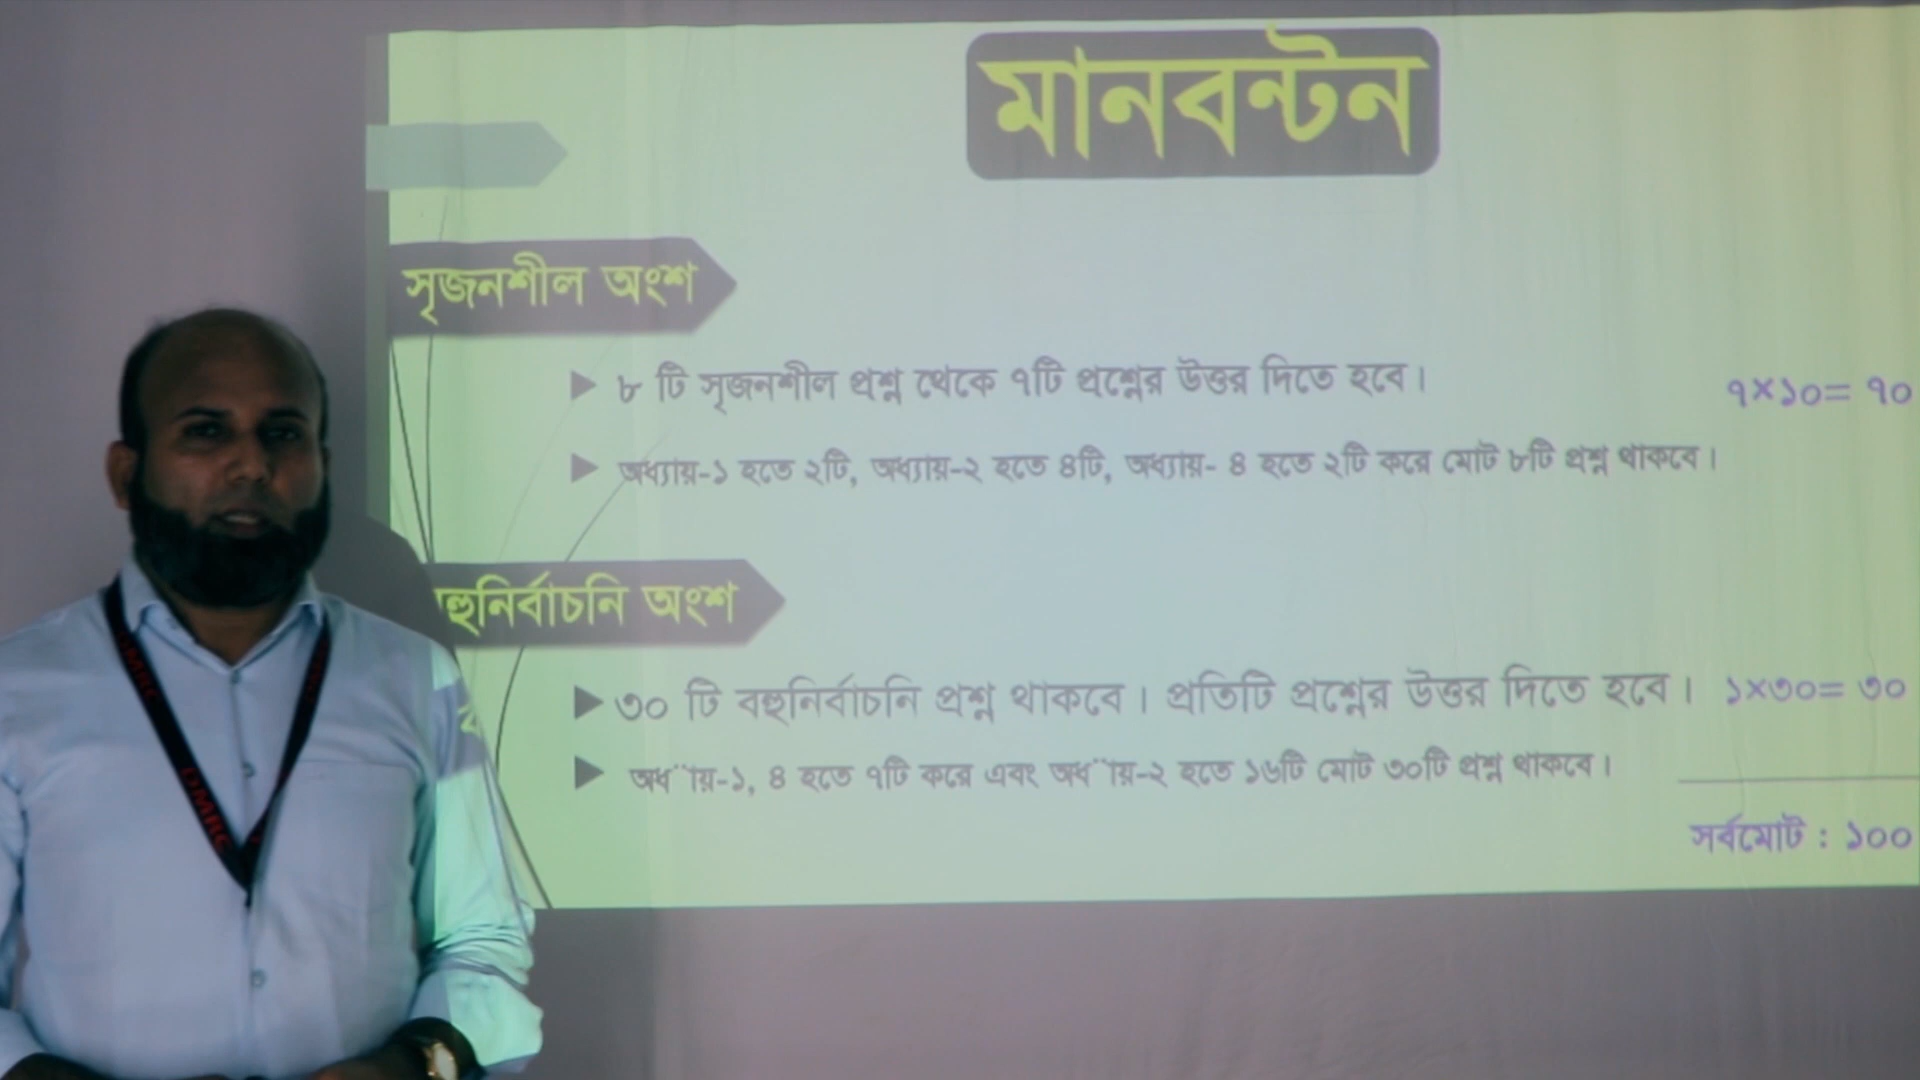 মানবন্টন
সৃজনশীল অংশ
৮ টি সৃজনশীল প্রশ্ন থেকে ৭টি প্রশ্নের উত্তর দিতে হবে। ৭×১০= ৭০
অধ্যায়-১ হতে ২টি, অধ্যায়-২ হতে ৪টি, অধ্যায়- ৪ হতে ২টি করে মোট ৮টি প্রশ্ন থাকবে।
হুনির্বাচনি অংশ
৩০ টি বহুনির্বাচনি প্রশ্ন থাকবে। প্রতিটি প্রশ্নের উত্তর দিতে হবে। ১×৩০= ৩০
অধ¨ায়-১, ৪ হতে ৭টি করে এবং অধ¨ায়-২ হতে ১৬টি মোট ৩০টি প্রশ্ন থাকবে।
সর্বমোট : ১০০
DMRC